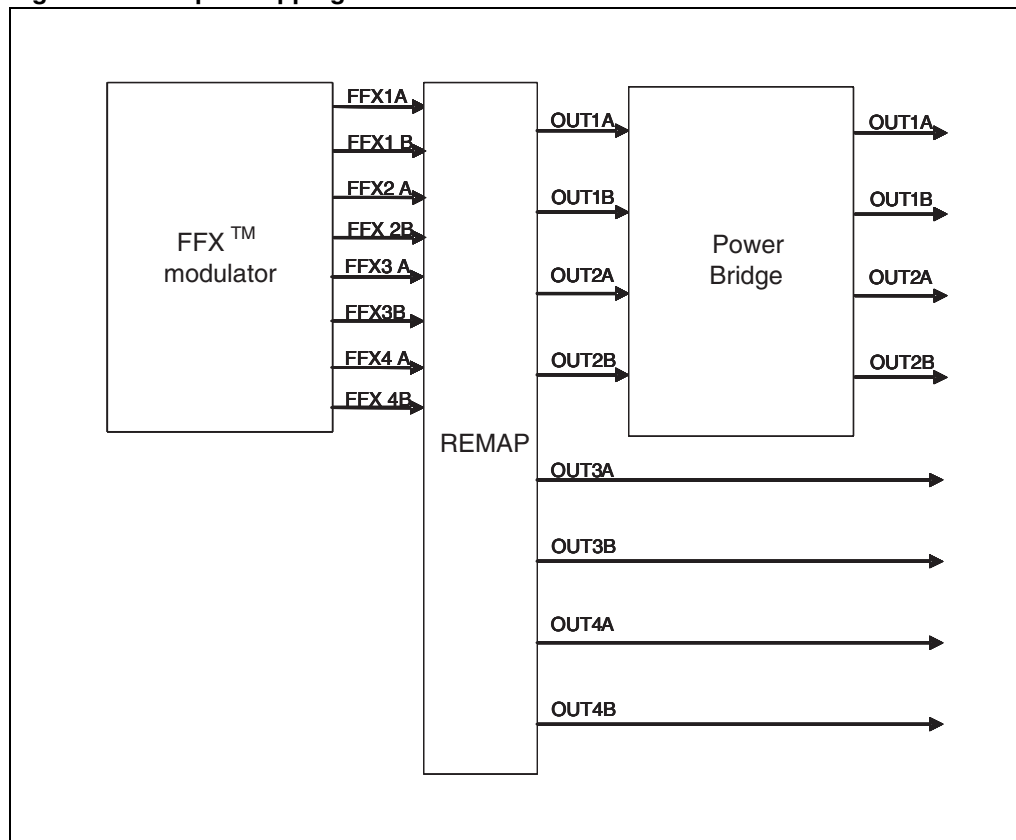 FFX1A
FFX1 B
FFX2 A
FFX 2B
FFX3 A
FFX3B
FFX4 A
FFX 4B
FFX TM
modulator
REMAP
OUT1A
OUT1B
OUT2A
OUT2B
OUT3A
OUT3B
OUT4A
OUT4B
Power
Bridge
OUT1A
OUT1B
OUT2A
OUT2B